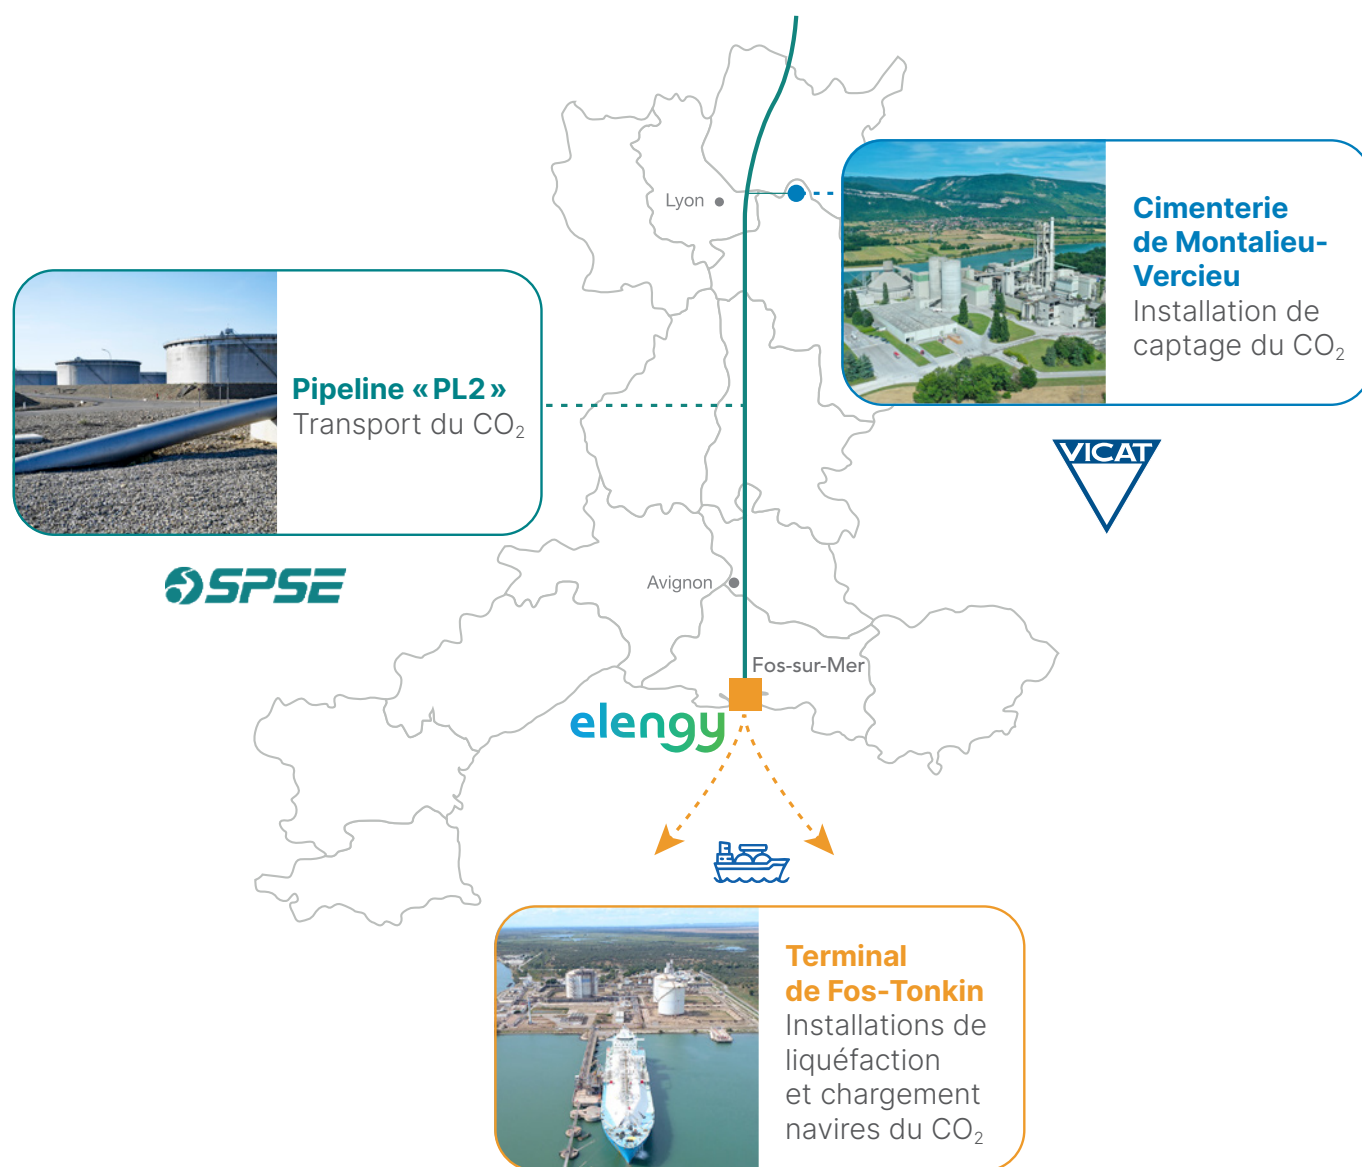 Lyon
Cimenterie
de Montalieu-
Vercieu
Installation de
captage du CO₂
VICAT
Pipeline « PL2 »
Transport du CO₂
SPSE
Avignon
Fos-sur-Mer
elengy
Terminal
de Fos-Tonkin
Installations de
liquéfaction
et chargement
navires du CO₂